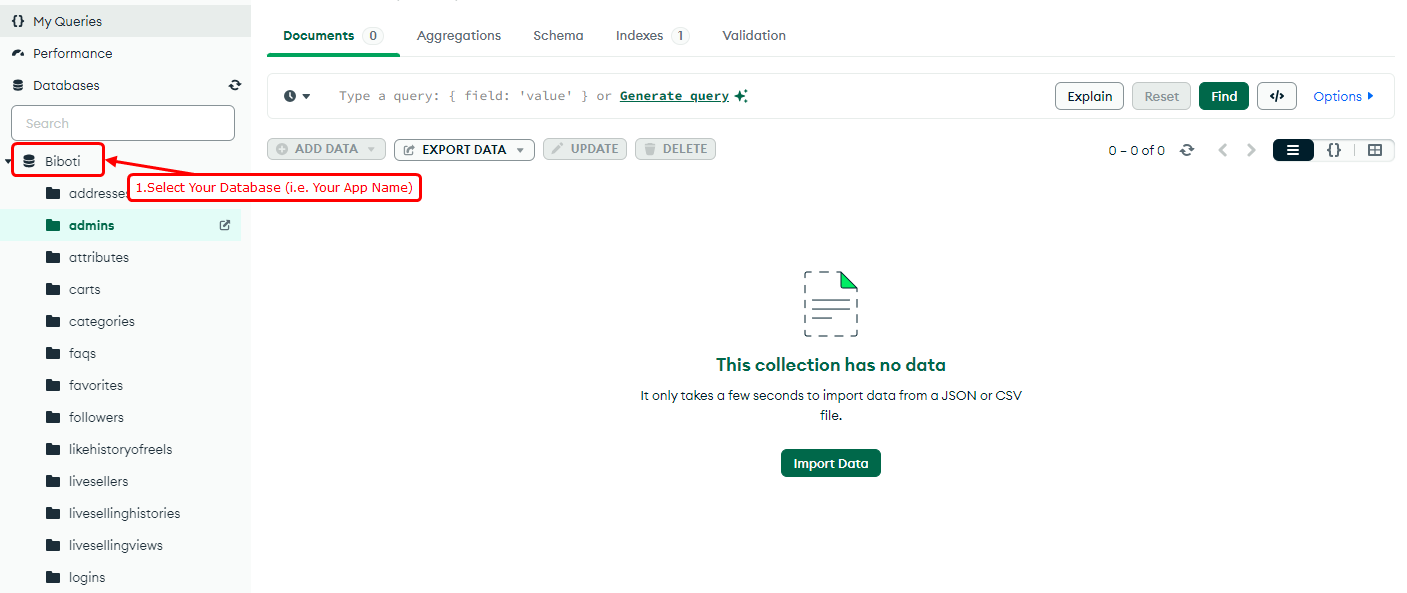 My Queries
Performance
Databases
Search
Biboti
1.Select Your Database (i.e. Your App Name)
addresses
admins
attributes
carts
categories
faqs
favorites
followers
likehistoryofreels
livesellers
livesellinghistories
livesellingviews
logins
Documents 0 Aggregations Schema Indexes 1 Validation
Type a query: { field: 'value' } or Generate query
Explain Reset Find </> Options
ADD DATA EXPORT DATA UPDATE DELETE
0 – 0 of 0 {}
This collection has no data
It only takes a few seconds to import data from a JSON or CSV
file.
Import Data